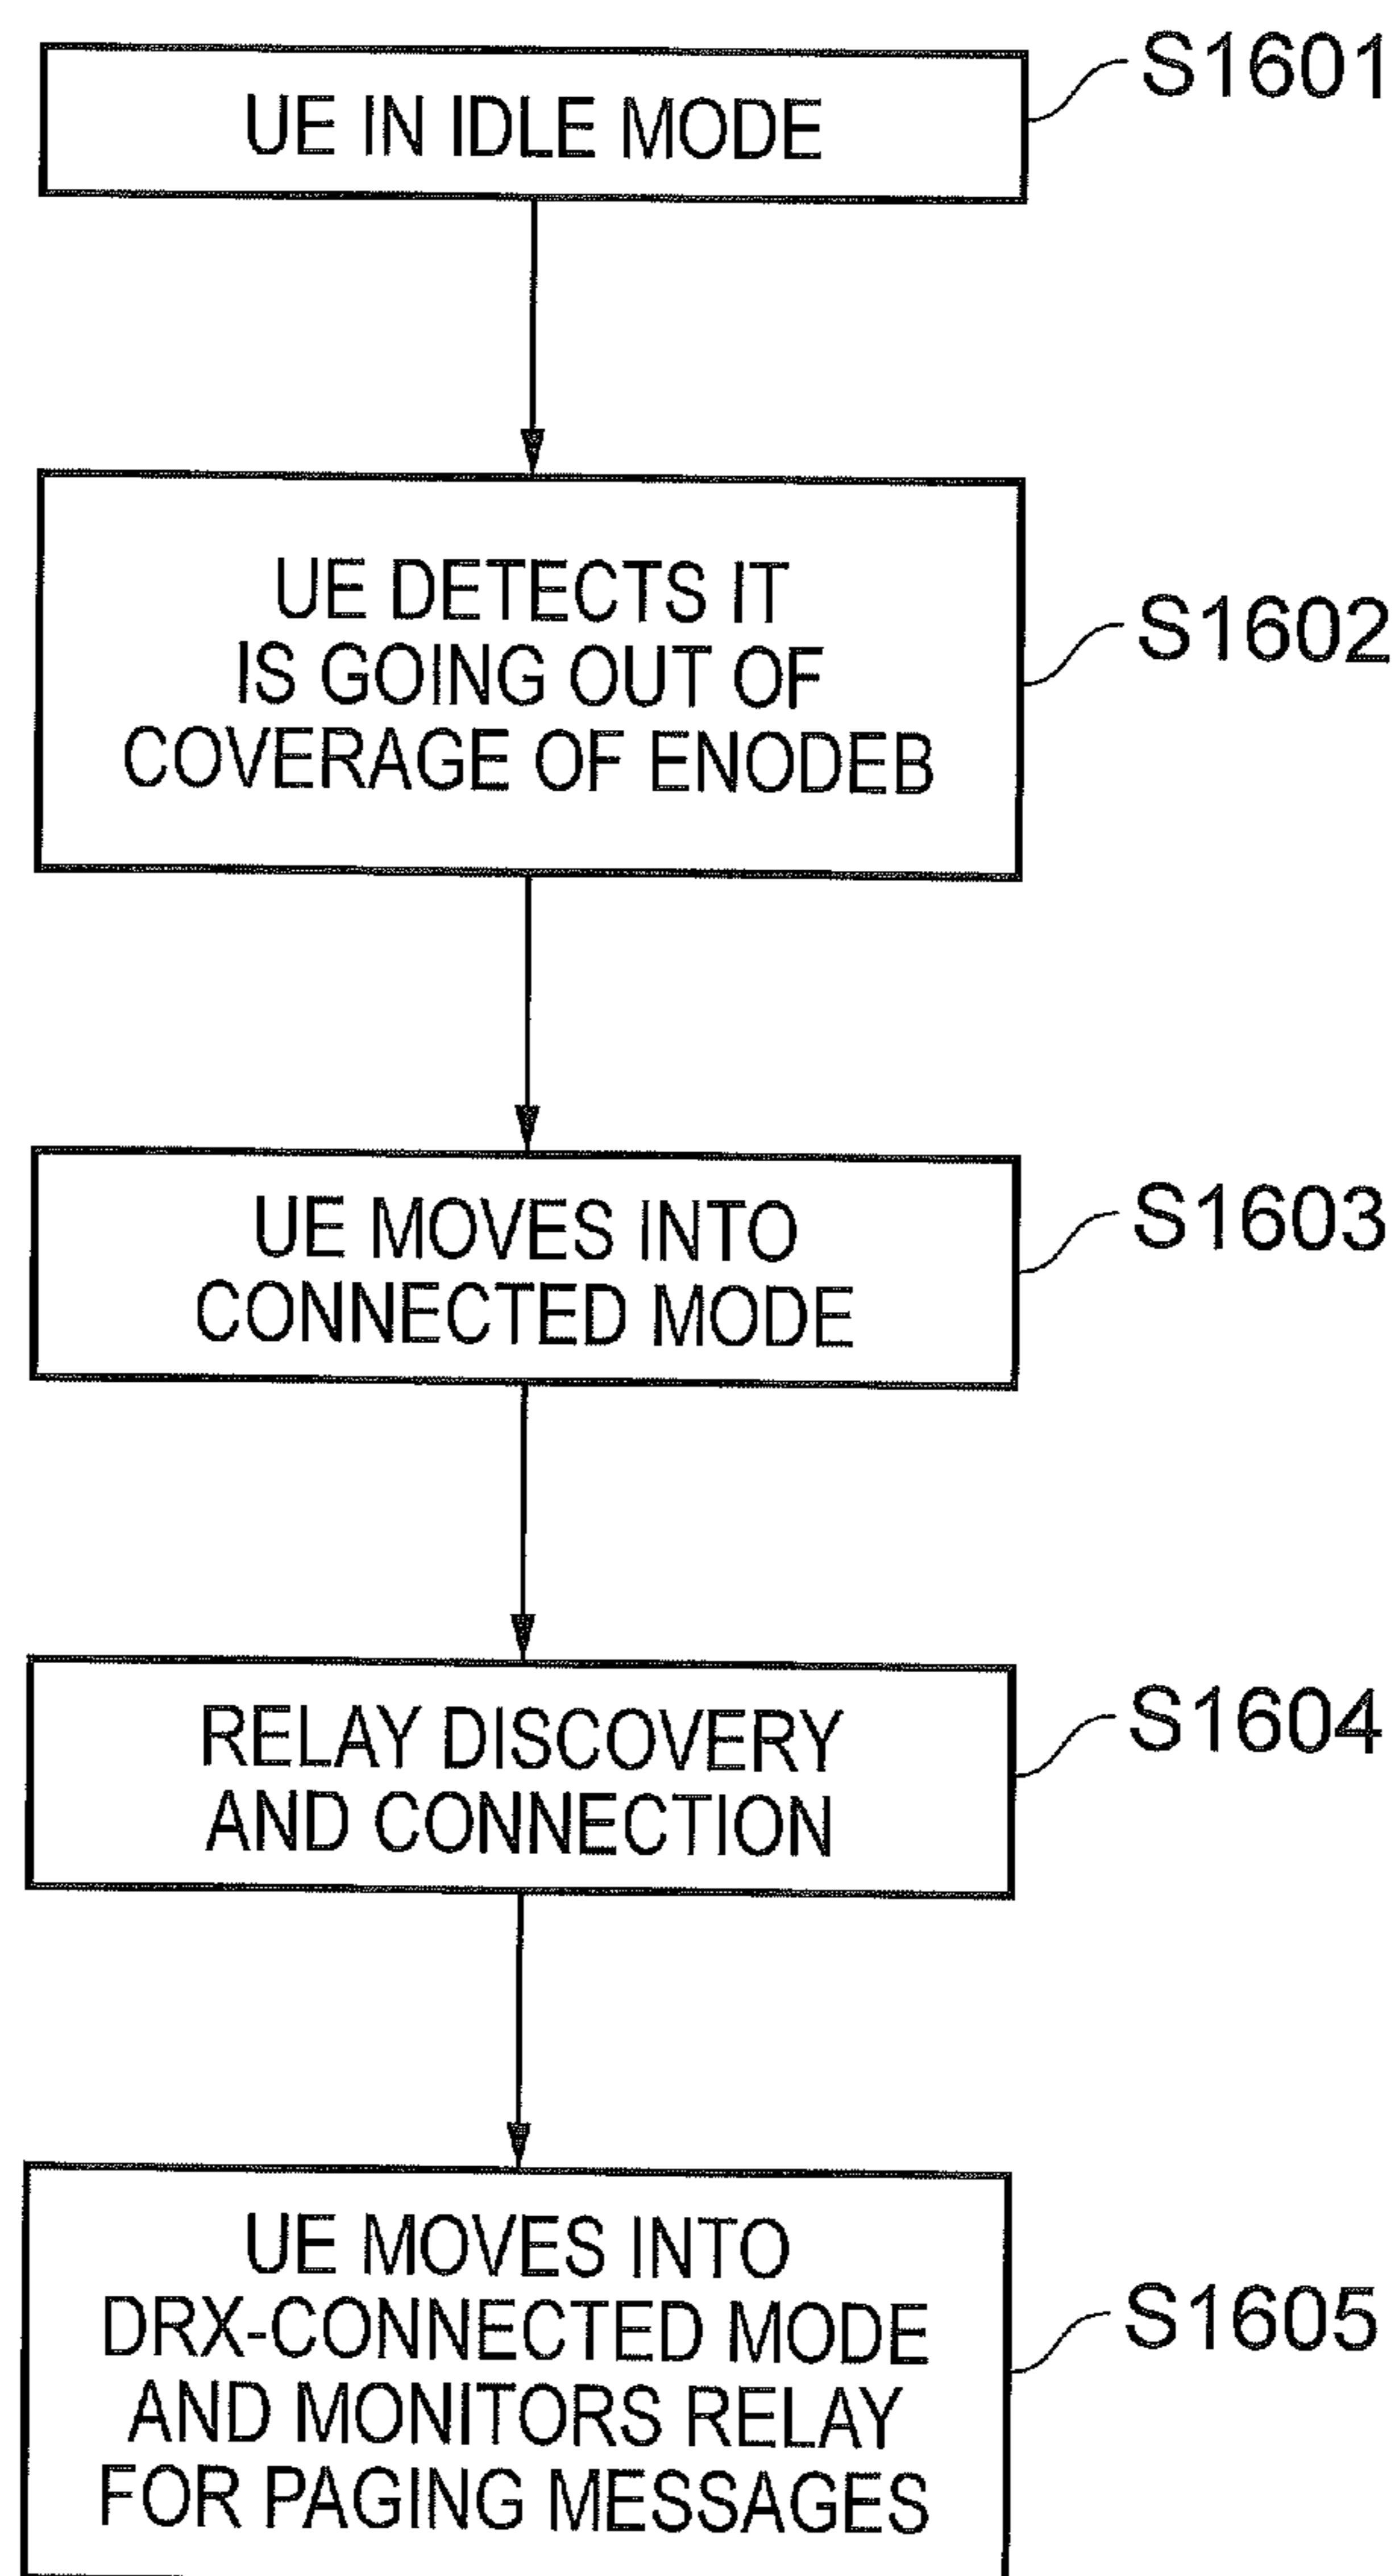 UE IN IDLE MODE
S1601
UE DETECTS IT
IS GOING OUT OF
COVERAGE OF ENODEB
S1602
UE MOVES INTO
CONNECTED MODE
S1603
RELAY DISCOVERY
AND CONNECTION
S1604
UE MOVES INTO
DRX-CONNECTED MODE
AND MONITORS RELAY
FOR PAGING MESSAGES
S1605